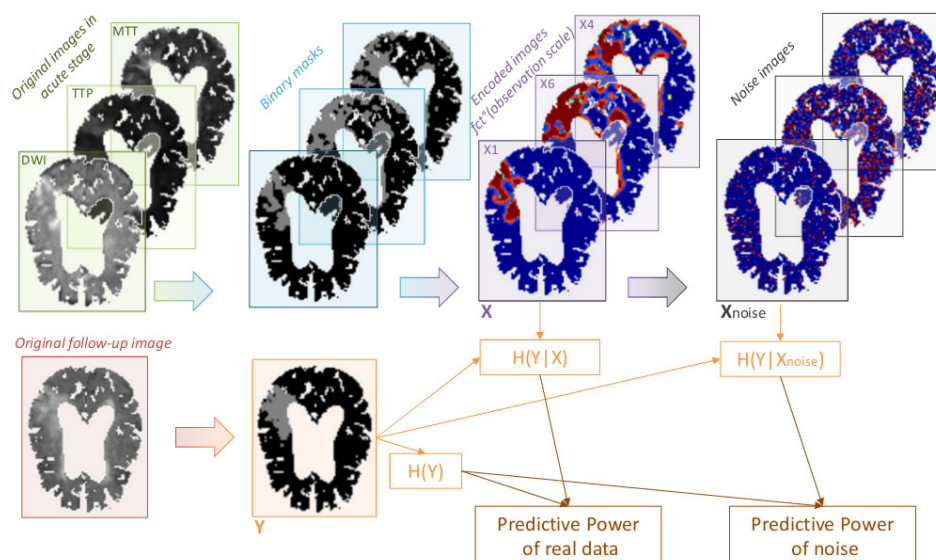 Original images in
acute stage
MTT
TTP
DWI
Binary masks
Encoded images
fct°(observation scale)
X4
X6
X1
Noise images
X
Xnoise
Original follow-up image
H(Y|X)
H(Y|Xnoise)
H(Y)
Y
Predictive Power
of real data
Predictive Power
of noise